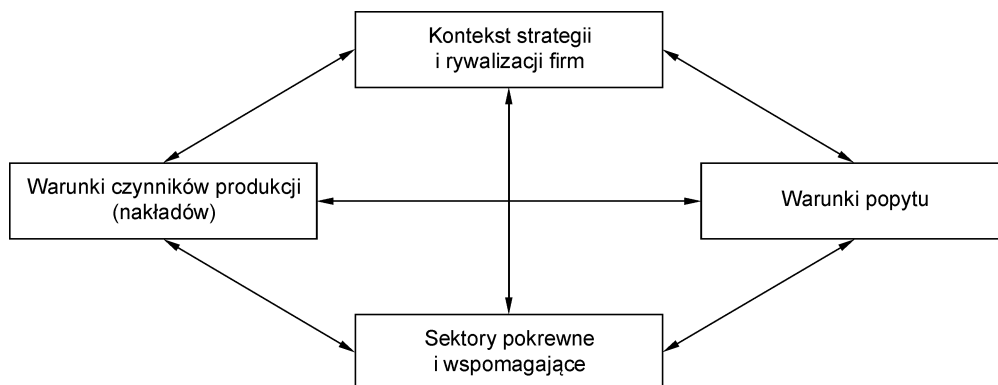 Kontekst strategii
i rywalizacji firm
Warunki czynników produkcji
(nakładów)
Warunki popytu
Sektory pokrewne
i wspomagające